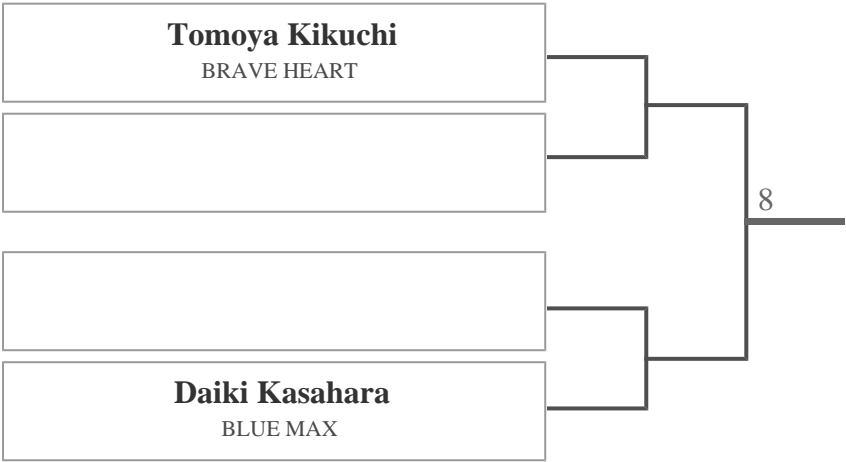 Tomoya Kikuchi
BRAVE HEART
8
Daiki Kasahara
BLUE MAX